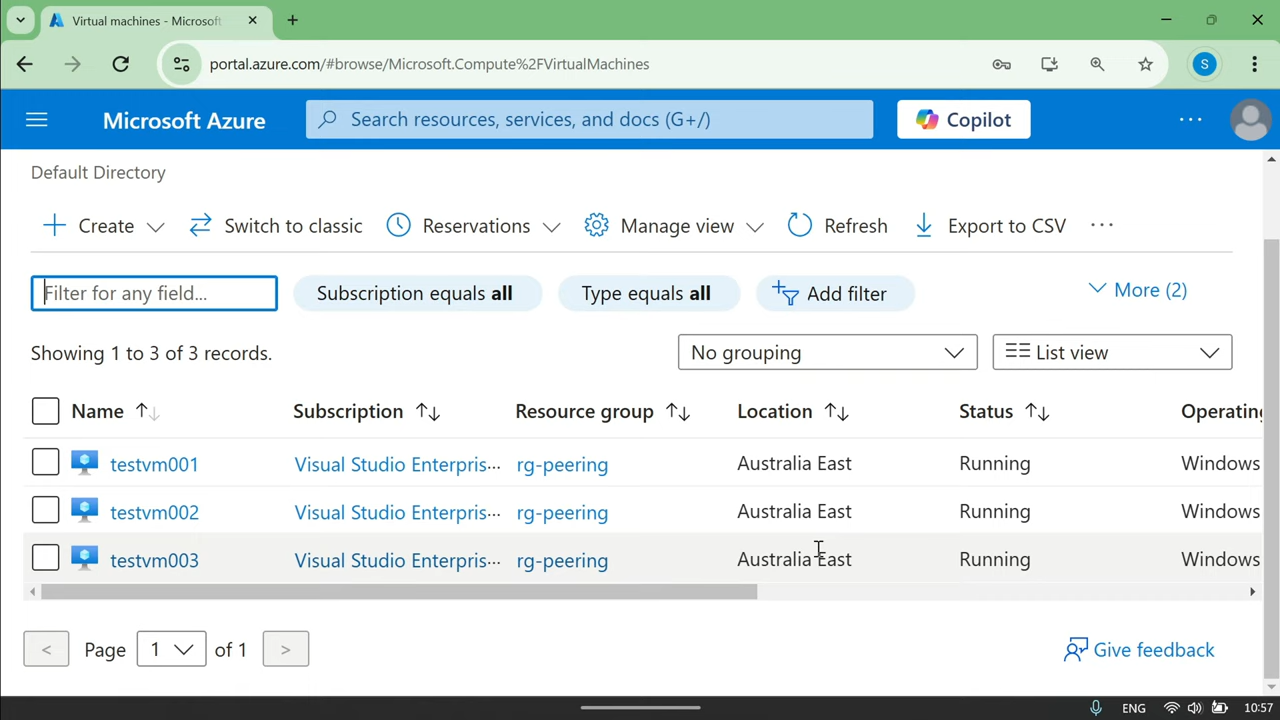 Virtual machines - Microsoft
portal.azure.com/#browse/Microsoft.Compute%2FVirtualMachines
S
Microsoft Azure
Search resources, services, and docs (G+/)
Copilot
Default Directory
Create
Switch to classic
Reservations
Manage view
Refresh
Export to CSV
Filter for any field...
Subscription equals all
Type equals all
Add filter
More (2)
Showing 1 to 3 of 3 records.
No grouping
List view
Name Subscription Resource group Location Status Operating
testvm001 Visual Studio Enterpris... rg-peering Australia East Running Windows
testvm002 Visual Studio Enterpris... rg-peering Australia East Running Windows
testvm003 Visual Studio Enterpris... rg-peering Australia East Running Windows
< Page 1 of 1 >
Give feedback
ENG 10:57